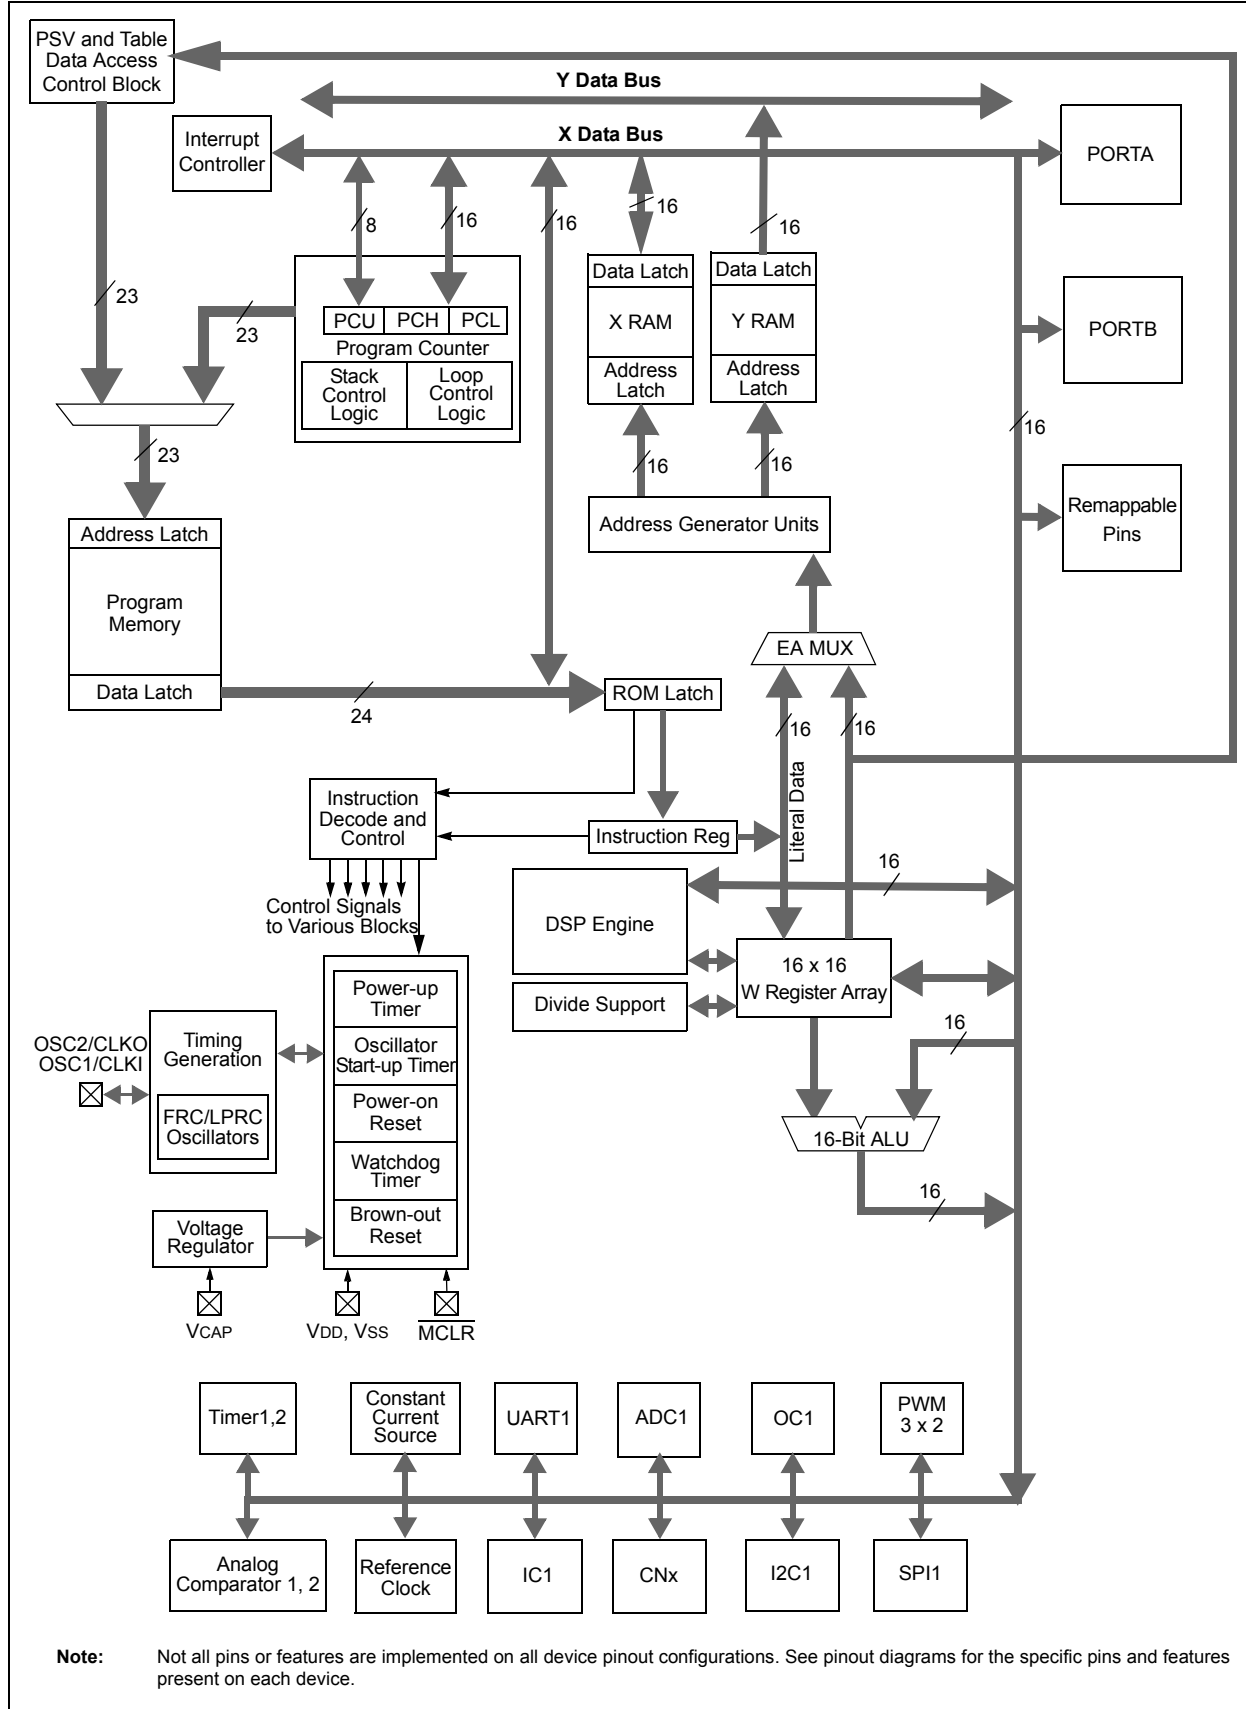 PSV and Table
Data Access
Control Block
Y Data Bus
X Data Bus
Interrupt
Controller
PORTA
8
16
16
16
16
Data Latch
Data Latch
23
23
PCU
PCH
PCL
X RAM
Y RAM
PORTB
Program Counter
Stack
Control
Logic
Loop
Control
Logic
Address
Latch
Address
Latch
16
23
16
16
Remappable
Pins
Address Latch
Address Generator Units
Program
Memory
EA MUX
Data Latch
ROM Latch
24
16
16
Literal Data
Instruction
Decode and
Control
Instruction Reg
16
Control Signals
to Various Blocks
DSP Engine
16 x 16
W Register Array
Divide Support
Power-up
Timer
16
OSC2/CLKO
OSC1/CLKI
Timing
Generation
Oscillator
Start-up Timer
FRC/LPRC
Oscillators
Power-on
Reset
16-Bit ALU
Watchdog
Timer
16
Voltage
Regulator
Brown-out
Reset
VCAP
VDD, VSS
MCLR
Timer1,2
Constant
Current
Source
UART1
ADC1
OC1
PWM
3 x 2
Analog
Comparator 1, 2
Reference
Clock
IC1
CNx
I2C1
SPI1
Note: Not all pins or features are implemented on all device pinout configurations. See pinout diagrams for the specific pins and features
present on each device.